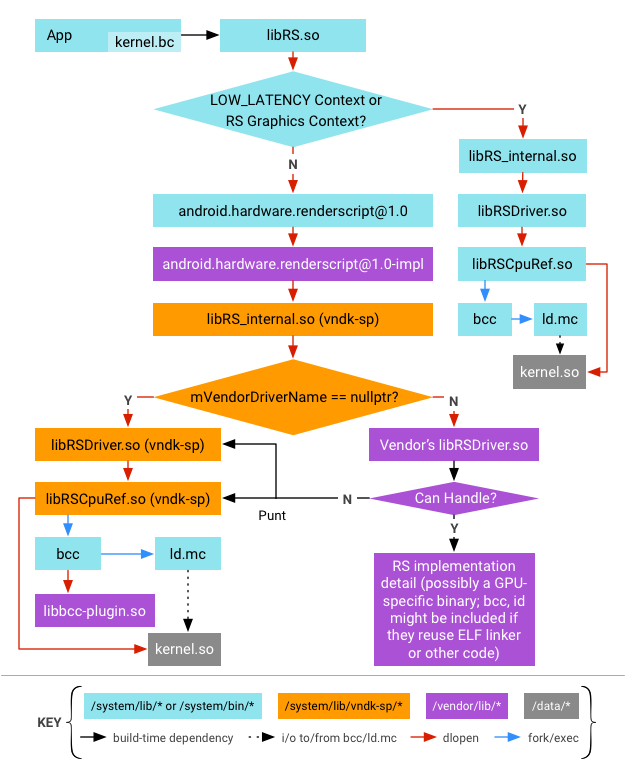 App
kernel.bc
libRS.so
LOW_LATENCY Context or
RS Graphics Context?
Y
N
libRS_internal.so
android.hardware.renderscript@1.0
libRSDriver.so
android.hardware.renderscript@1.0-impl
libRSCpuRef.so
libRS_internal.so (vndk-sp)
bcc
ld.mc
kernel.so
mVendorDriverName == nullptr?
Y
N
libRSDriver.so (vndk-sp)
Vendor's libRSDriver.so
libRSCpuRef.so (vndk-sp)
N
Can Handle?
Punt
Y
bcc
ld.mc
RS implementation
detail (possibly a GPU-
specific binary; bcc, id
might be included if
they reuse ELF linker
or other code)
libbcc-plugin.so
kernel.so
KEY
/system/lib/* or /system/bin/*
/system/lib/vndk-sp/*
/vendor/lib/*
/data/*
build-time dependency
i/o to/from bcc/ld.mc
dlopen
fork/exec